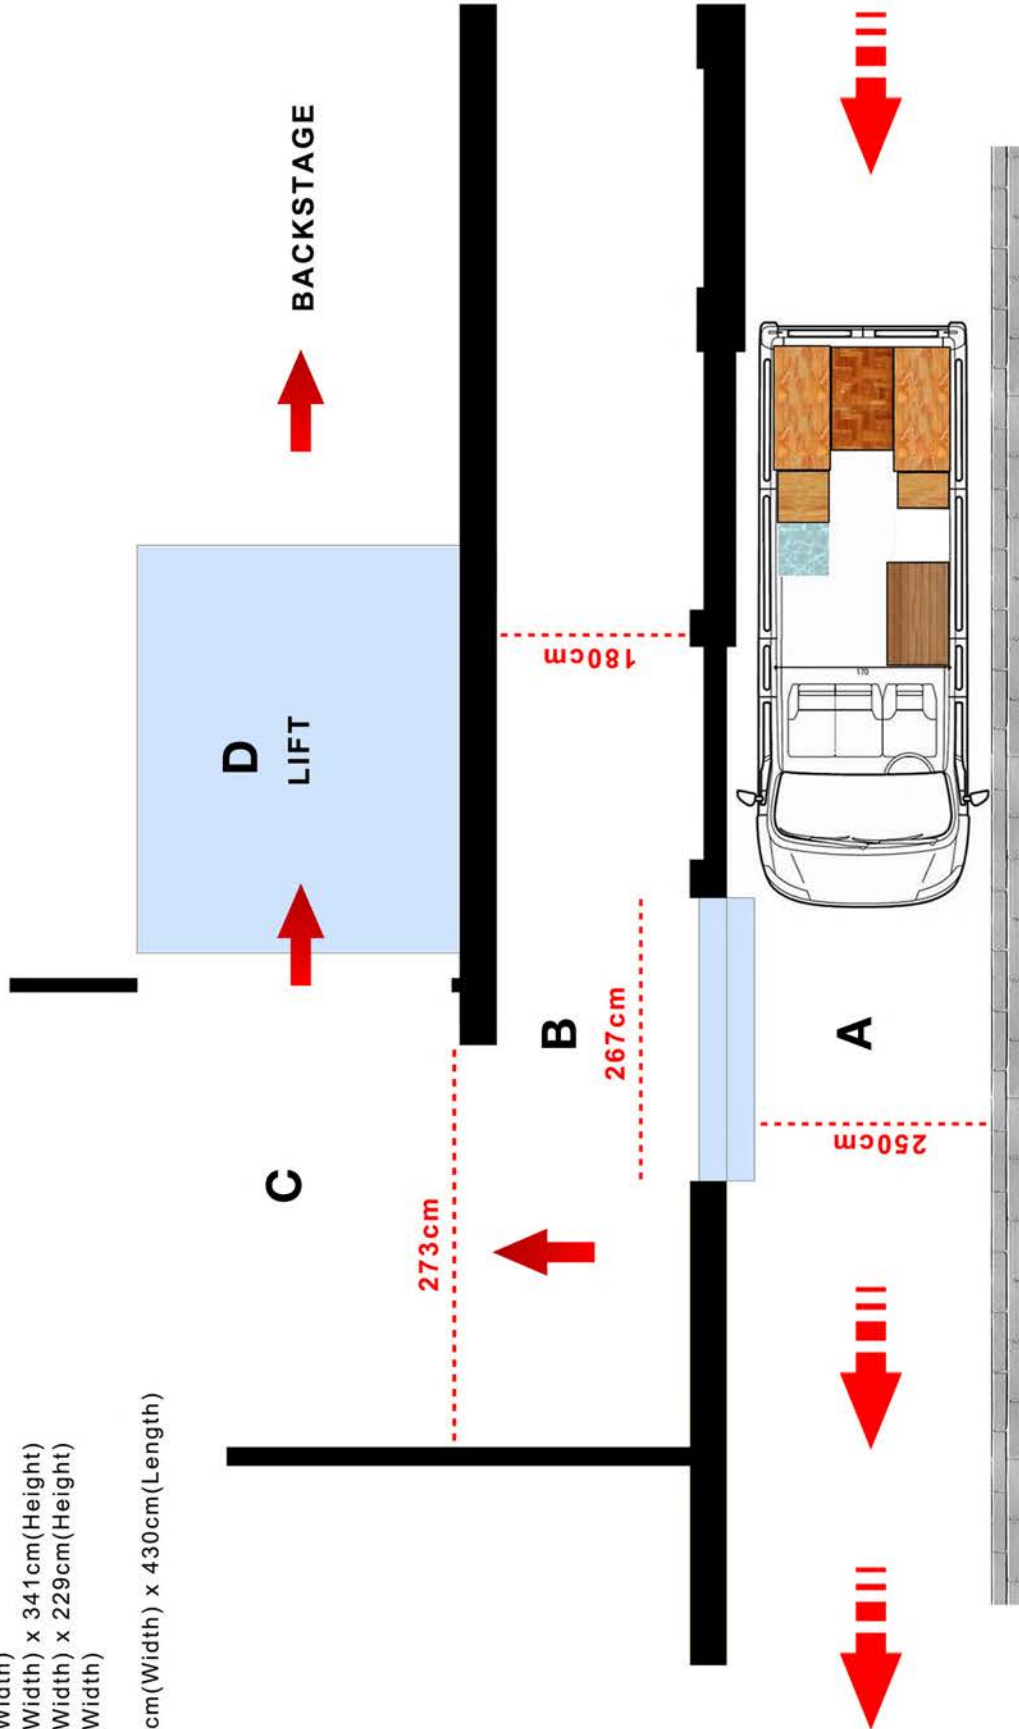 Width)
Width) x 341cm(Height)
Width) x 229cm(Height)
Width)
cm(Width) x 430cm(Length)
BACKSTAGE
D
LIFT
C
B
A
273cm
267cm
180cm
250cm
170